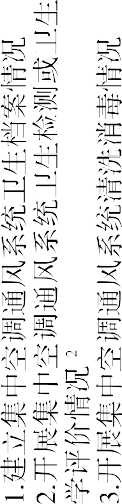 1.建立集中空调通风系统卫生档案情况
2.开展集中空调通风系统卫生检测或卫生
学评价情况²
3.开展集中空调通风系统清洗消毒情况